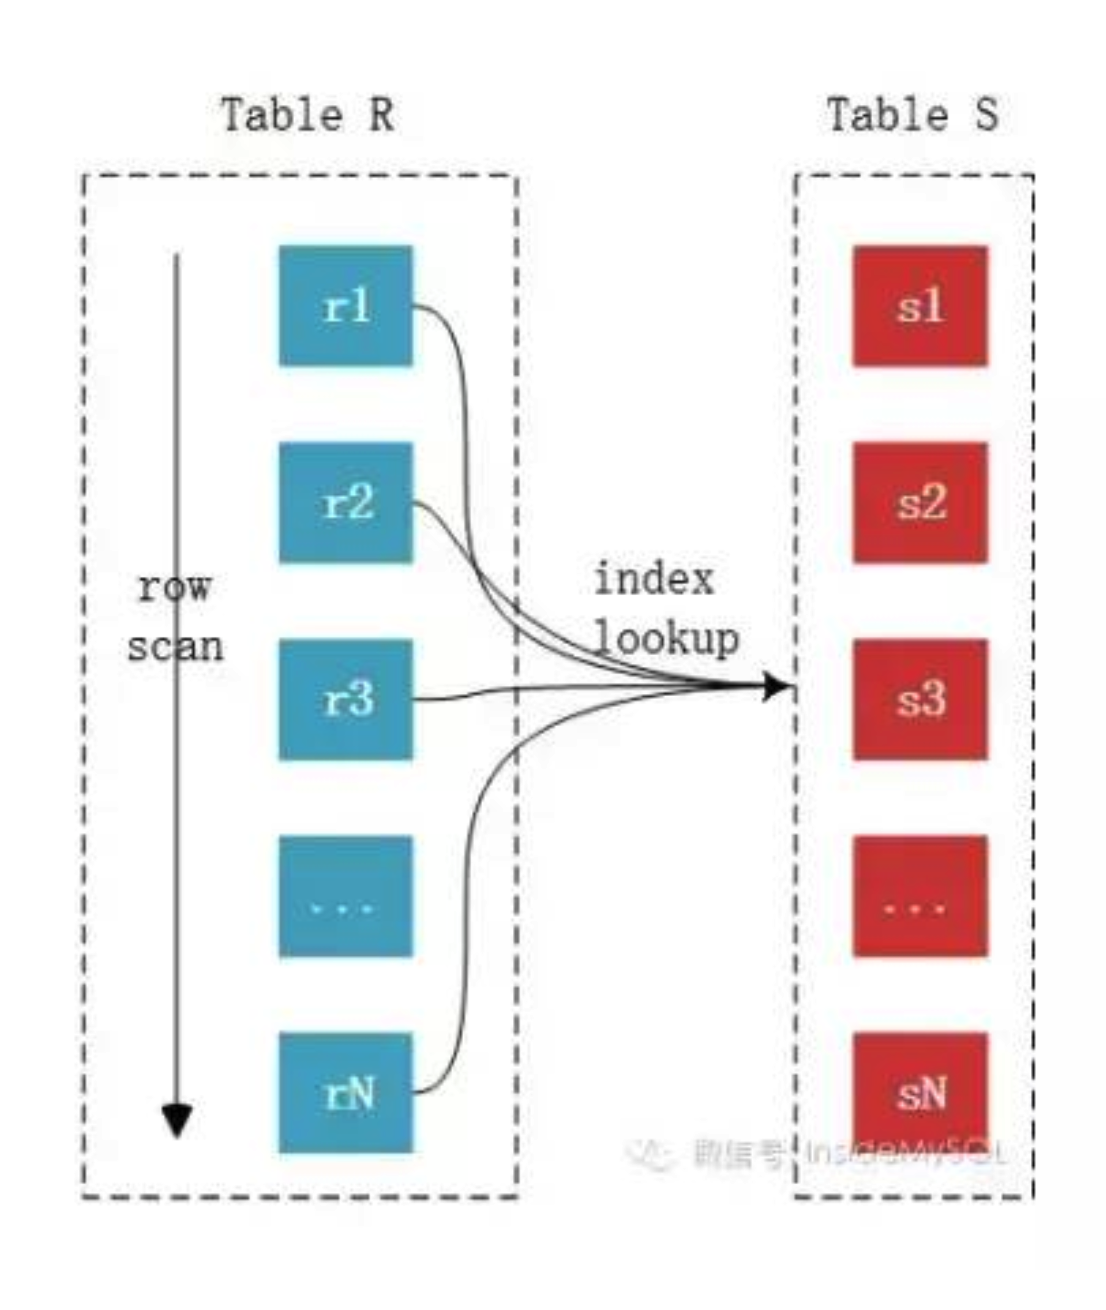 Table R
Table S
r1
s1
r2
s2
row
scan
index
lookup
r3
s3
...
...
rN
sN
微信号: InsideMySQL